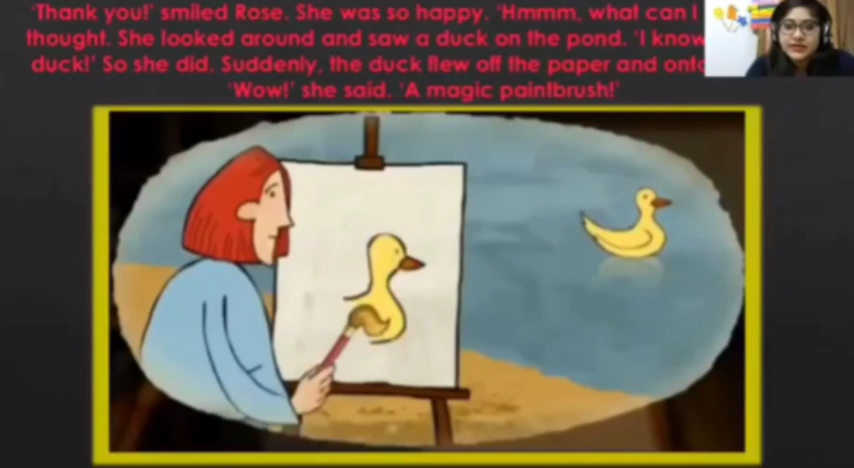 'Thank you!' smiled Rose. She was so happy. 'Hmmm, what can I
thought. She looked around and saw a duck on the pond. 'I know
duck!' So she did. Suddenly, the duck flew off the paper and onto
'Wow!' she said. 'A magic paintbrush!'